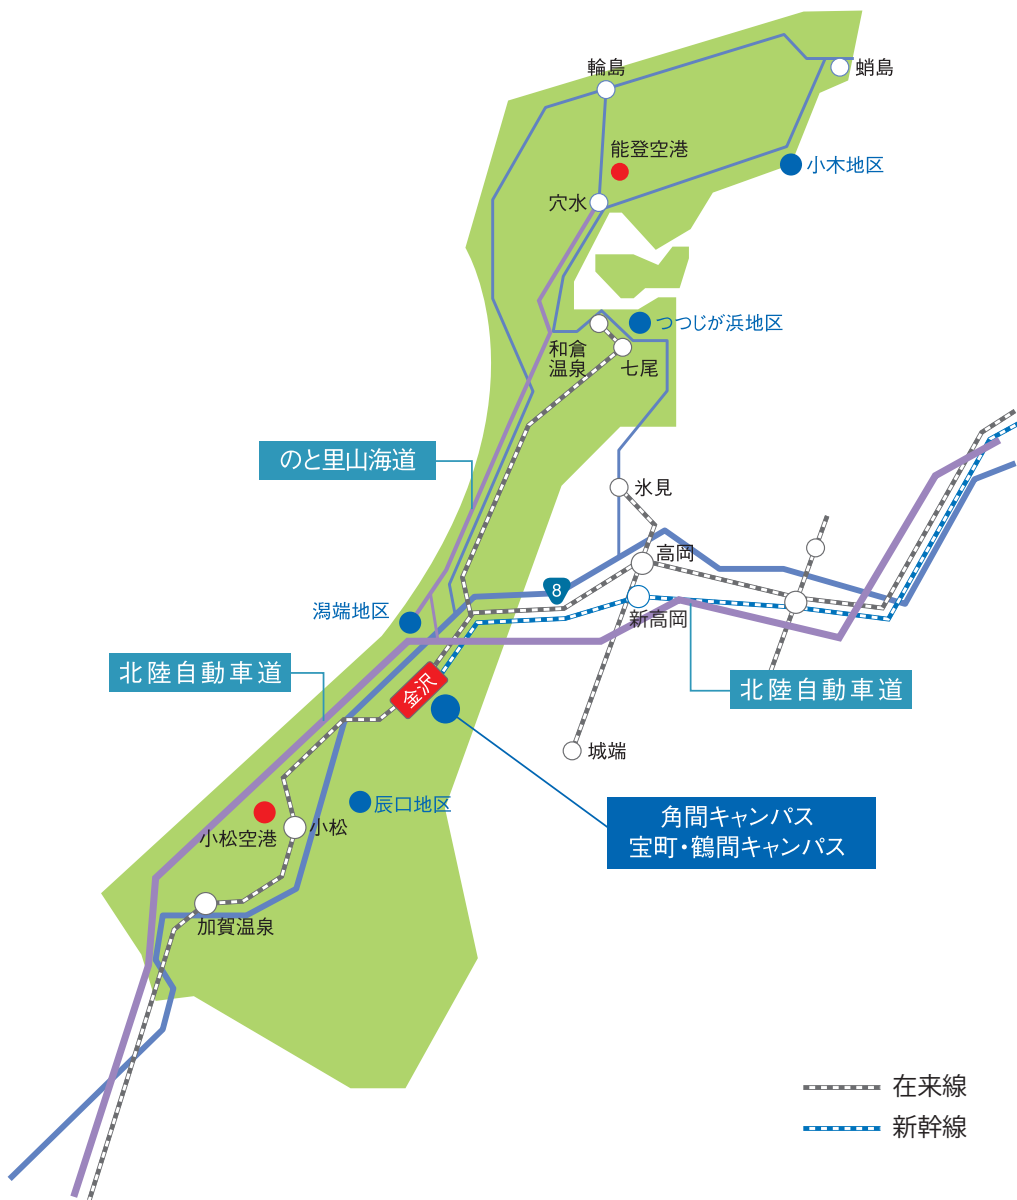 輪島
蛸島
能登空港
小木地区
穴水
つつじが浜地区
和倉
温泉
七尾
のと里山海道
氷見
高岡
8
新高岡
潟端地区
北陸自動車道
金沢
北陸自動車道
城端
辰口地区
小松空港
小松
角間キャンパス
宝町・鶴間キャンパス
加賀温泉
在来線
新幹線